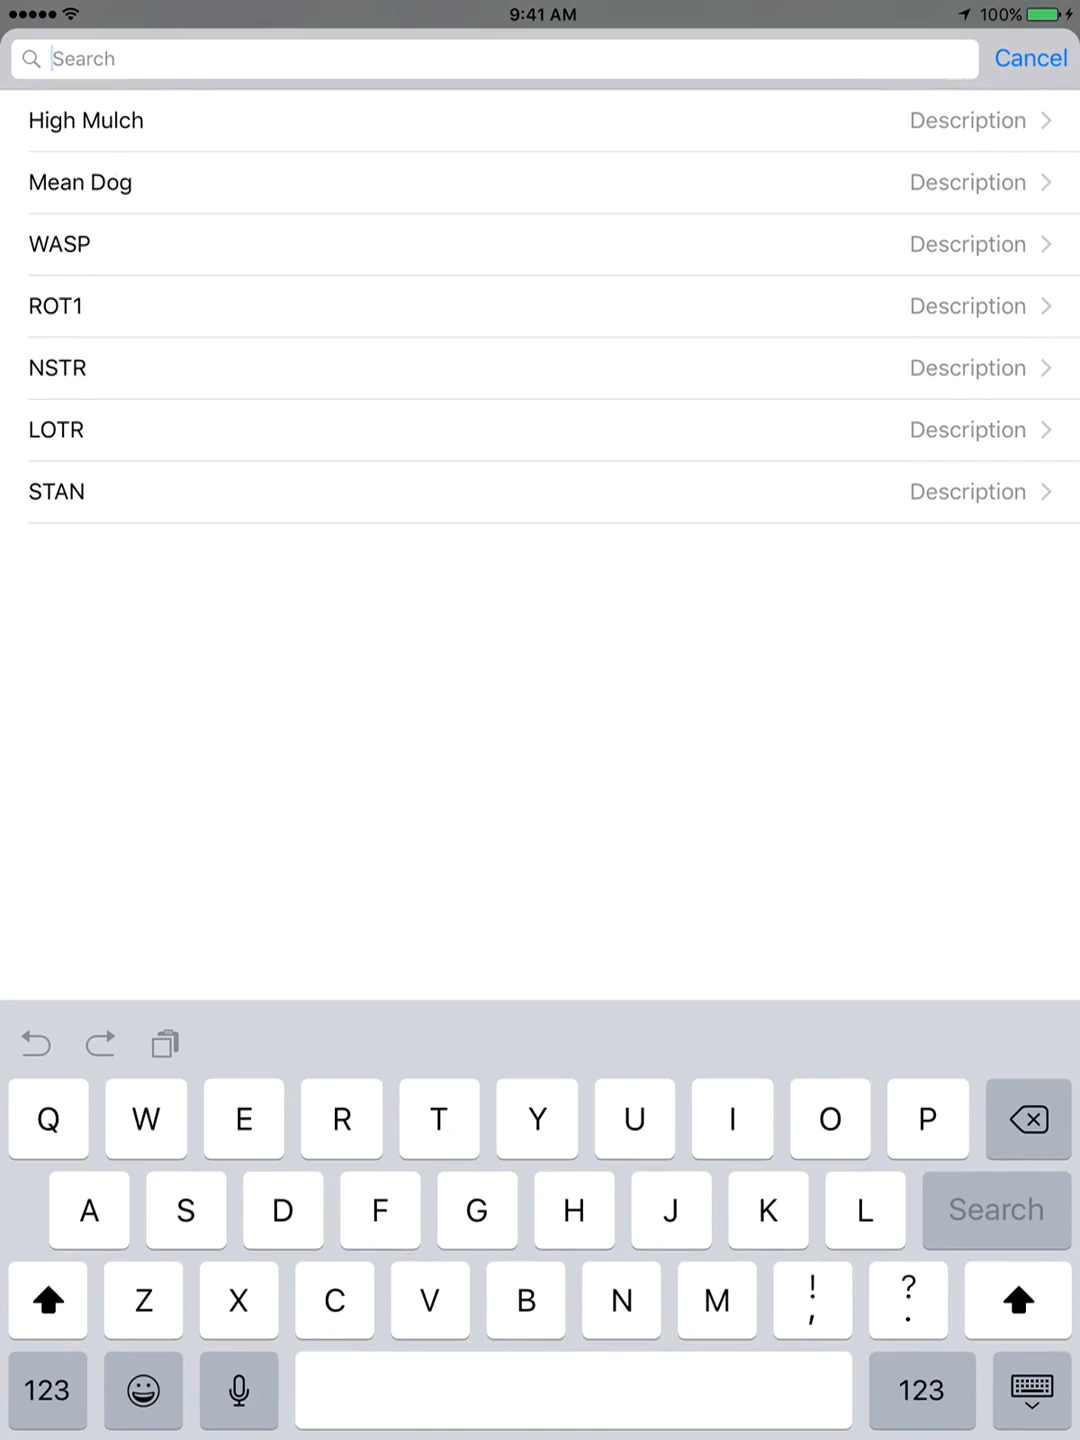 9:41 AM
100%
Search
Cancel
High Mulch Description
Mean Dog Description
WASP Description
ROT1 Description
NSTR Description
LOTR Description
STAN Description
Q W E R T Y U I O P
A S D F G H J K L Search
Z X C V B N M ! , ? .
123 123